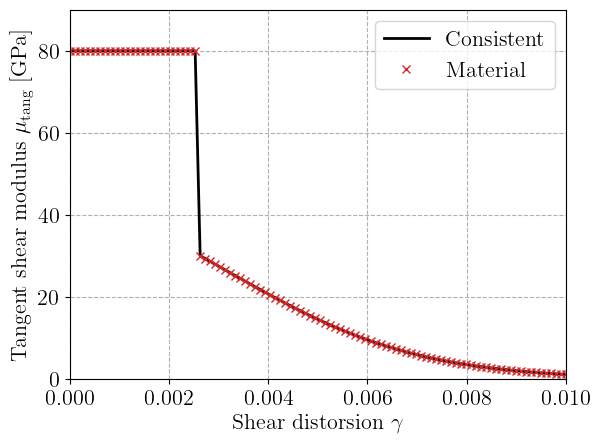 Tangent shear modulus μtang [GPa]
80
60
40
20
0
Consistent
Material
0.000 0.002 0.004 0.006 0.008 0.010
Shear distorsion γ